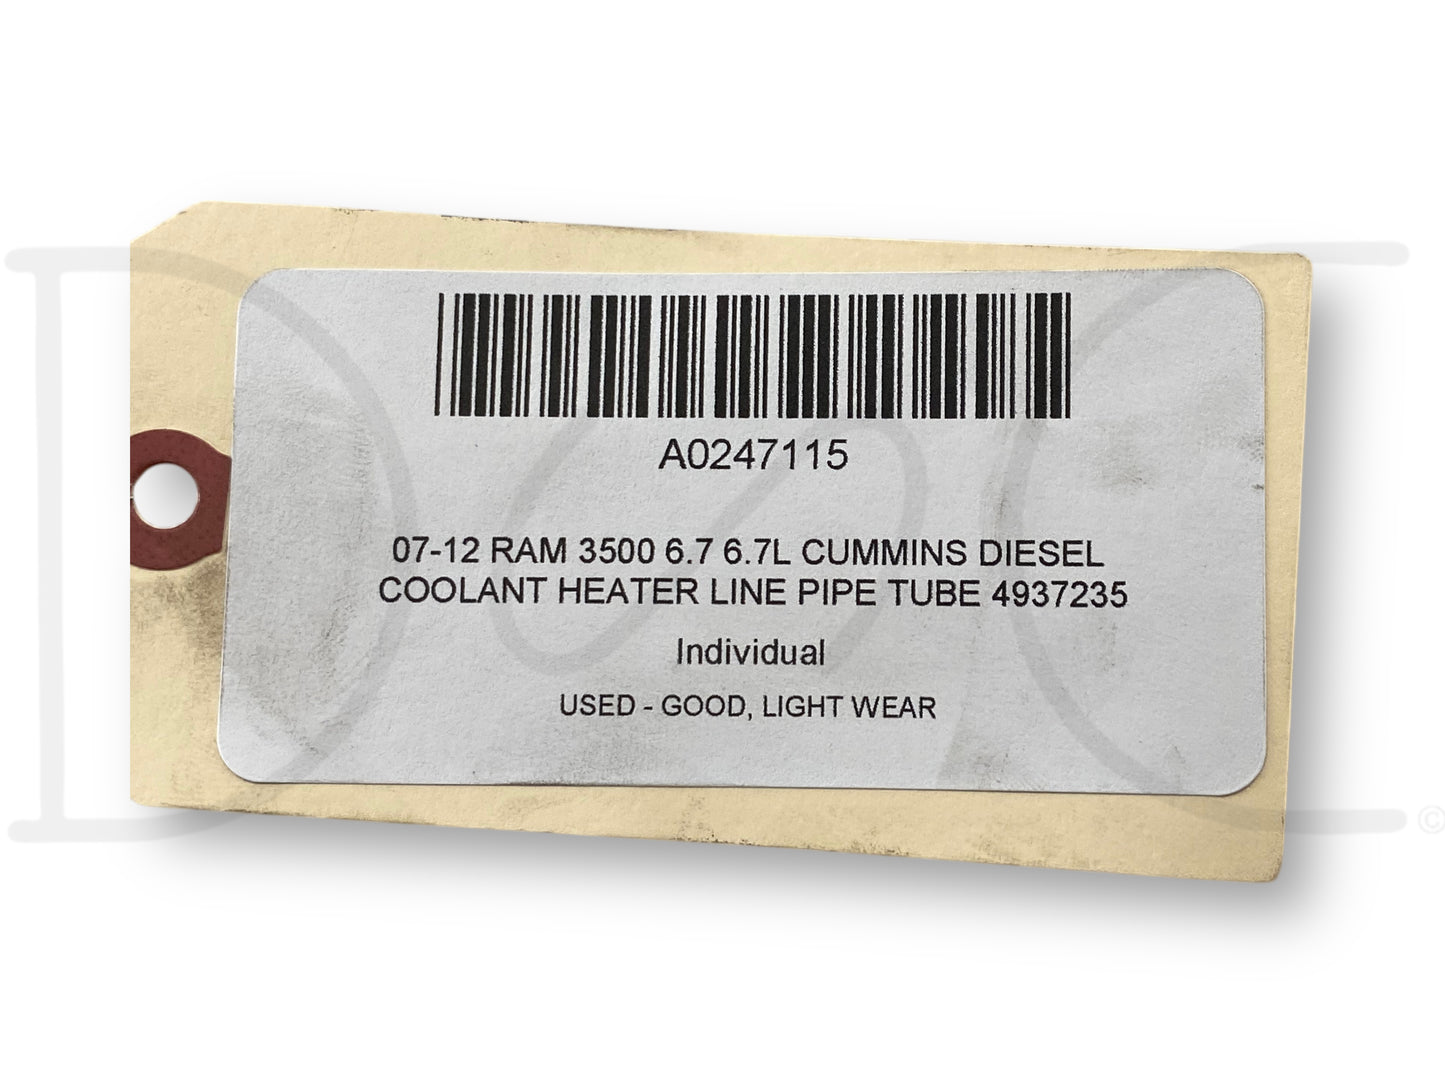 A0247115
07-12 RAM 3500 6.7 6.7L CUMMINS DIESEL
COOLANT HEATER LINE PIPE TUBE 4937235
Individual
USED - GOOD, LIGHT WEAR
D C ©